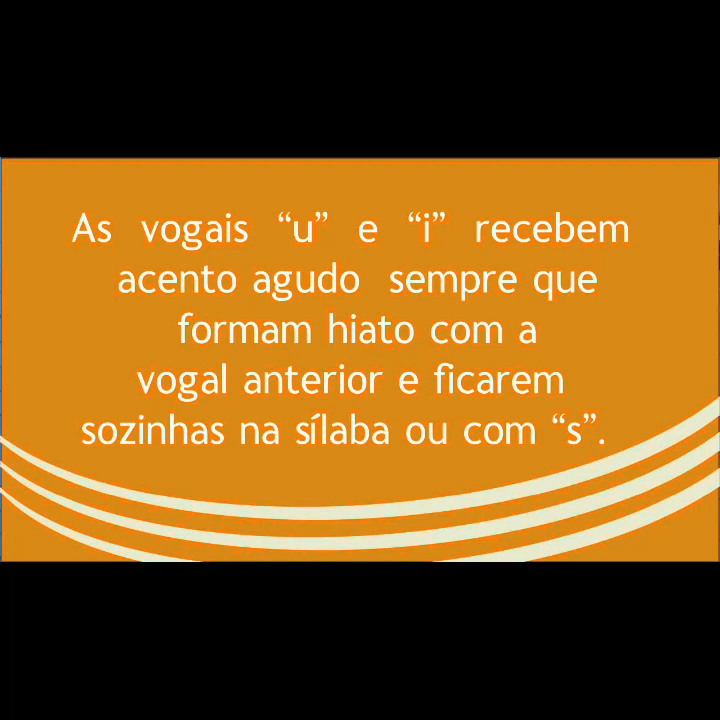 As vogais “u” e “i” recebem
acento agudo sempre que
formam hiato com a
vogal anterior e ficarem
sozinhas na sílaba ou com “s”.